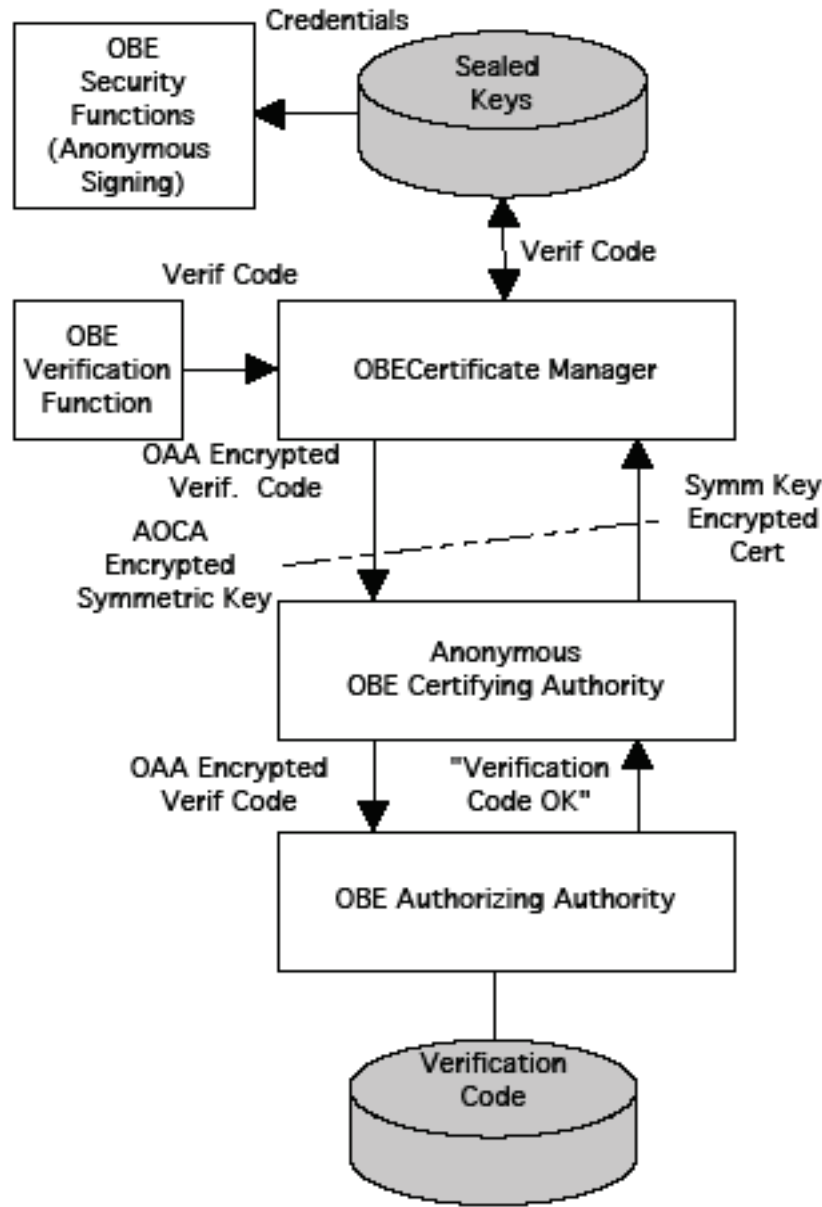 Credentials
OBE
Security
Functions
(Anonymous
Signing)
Sealed
Keys
Verif Code
Verif Code
OBE
Verification
Function
OBECertificate Manager
OAA Encrypted
Verif. Code
AOCA
Encrypted
Symmetric Key
Symm Key
Encrypted
Cert
Anonymous
OBE Certifying Authority
OAA Encrypted
Verif Code
"Verification
Code OK"
OBE Authorizing Authority
Verification
Code